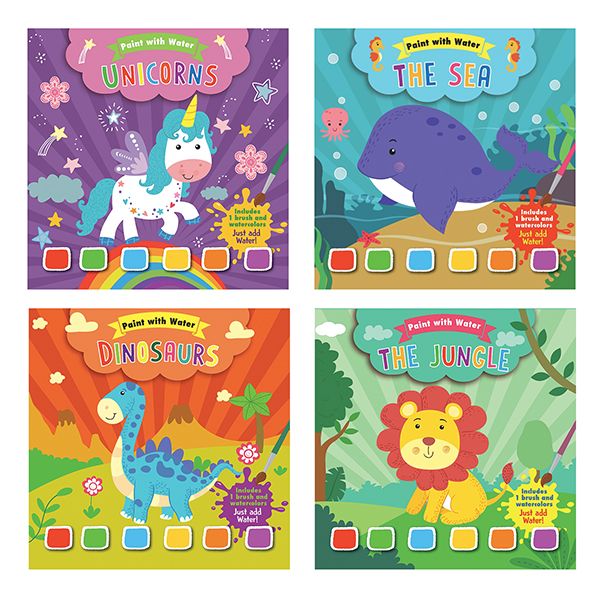 Paint with Water
UNICORNS
Includes
1 brush and
watercolors
Just add
Water!
Paint with Water
THE SEA
Includes
1 brush and
watercolors
Just add
Water!
Paint with Water
DINOSAURS
Includes
1 brush and
watercolors
Just add
Water!
Paint with Water
THE JUNGLE
Includes
1 brush and
watercolors
Just add
Water!